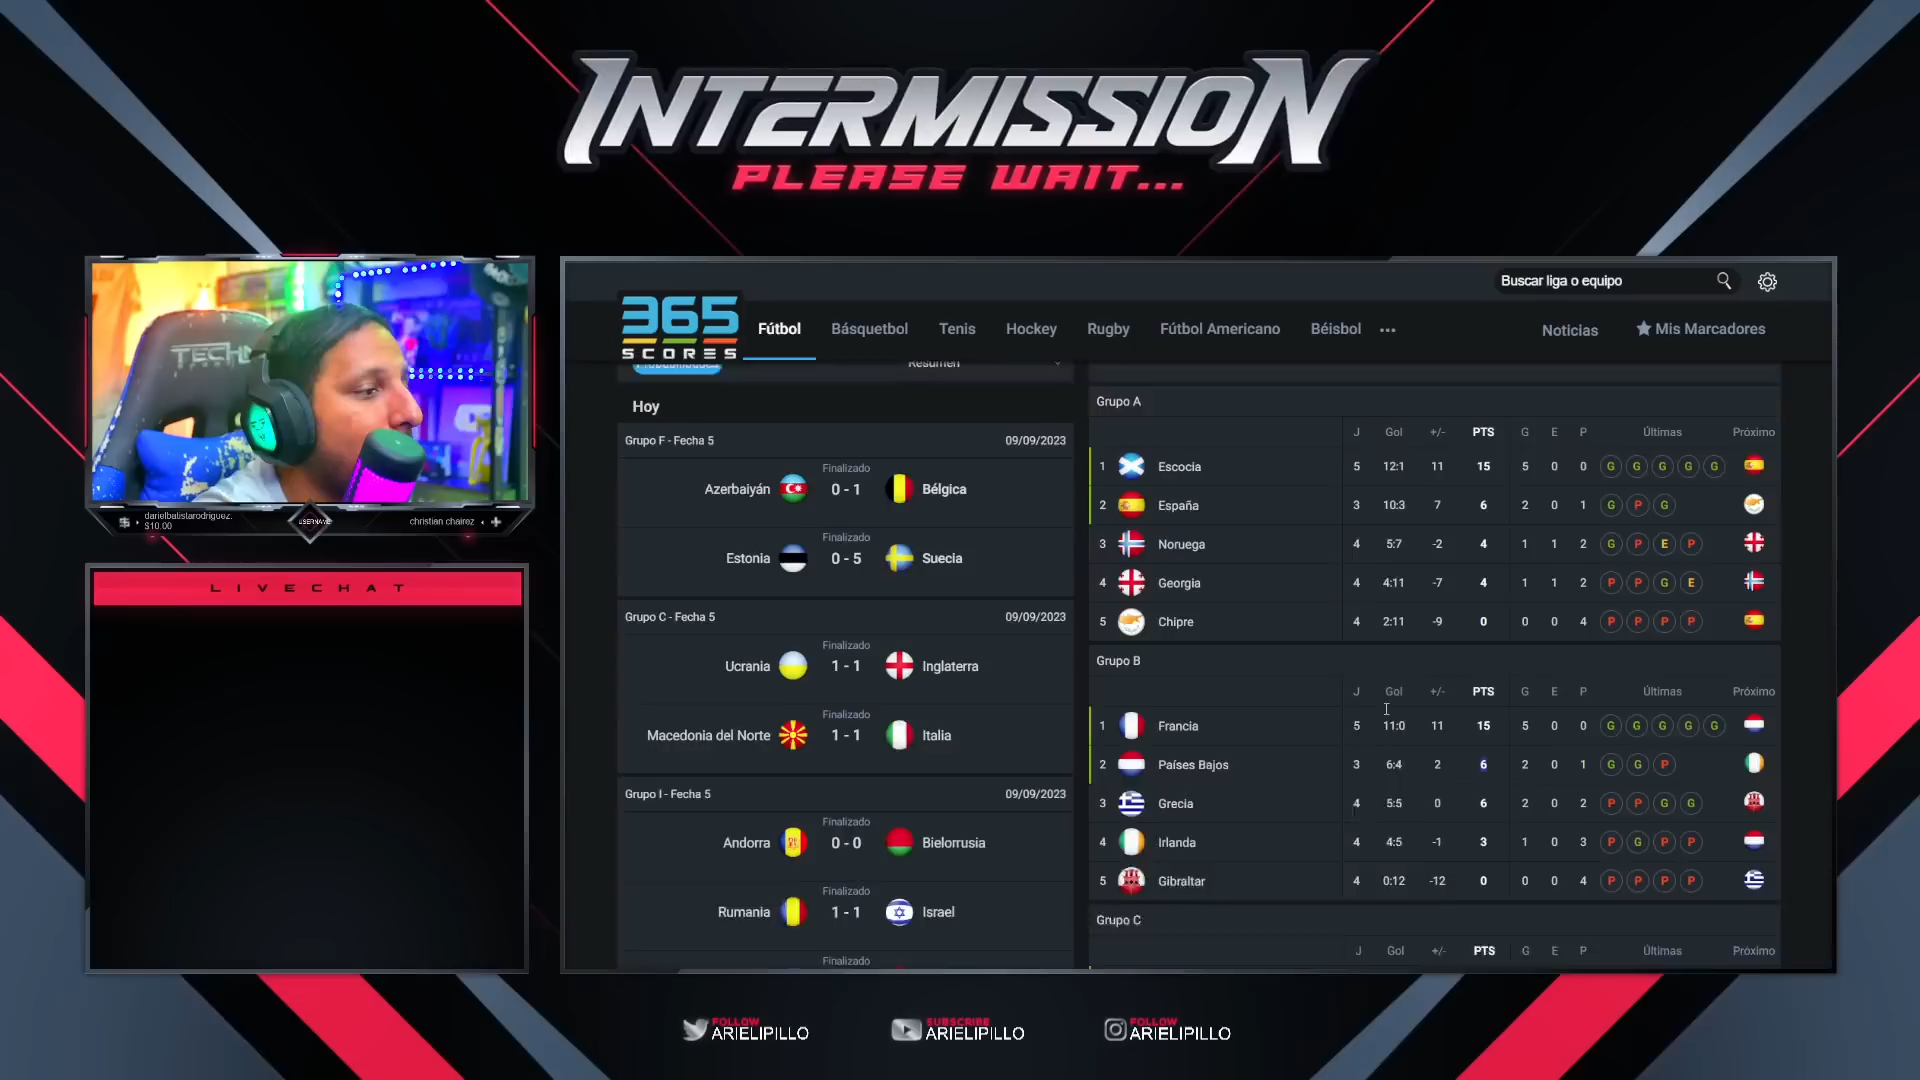 INTERMISSION
PLEASE WAIT...
TECHN
darielbatistarodriguez:
$10.00
USERNAME
christian chairez
LIVECHAT
Buscar liga o equipo
365
SCORES
Fútbol
Básquetbol
Tenis
Hockey
Rugby
Fútbol Americano
Béisbol
...
Noticias
Mis Marcadores
Resumen
Hoy
Grupo F - Fecha 5 09/09/2023
Finalizado
Azerbaiyán 0 - 1 Bélgica
Finalizado
Estonia 0 - 5 Suecia
Grupo C - Fecha 5 09/09/2023
Finalizado
Ucrania 1 - 1 Inglaterra
Finalizado
Macedonia del Norte 1 - 1 Italia
Grupo I - Fecha 5 09/09/2023
Finalizado
Andorra 0 - 0 Bielorrusia
Finalizado
Rumania 1 - 1 Israel
Finalizado
Grupo A
J Gol +/- PTS G E P Últimas Próximo
1 Escocia 5 12:1 11 15 5 0 0 G G G G G
2 España 3 10:3 7 6 2 0 1 G P G
3 Noruega 4 5:7 -2 4 1 1 2 G P E P
4 Georgia 4 4:11 -7 4 1 1 2 P P G E
5 Chipre 4 2:11 -9 0 0 0 4 P P P P
Grupo B
J Gol +/- PTS G E P Últimas Próximo
1 Francia 5 11:0 11 15 5 0 0 G G G G G
2 Países Bajos 3 6:4 2 6 2 0 1 G G P
3 Grecia 4 5:5 0 6 2 0 2 P P G G
4 Irlanda 4 4:5 -1 3 1 0 3 P G P P
5 Gibraltar 4 0:12 -12 0 0 0 4 P P P P
Grupo C
J Gol +/- PTS G E P Últimas Próximo
FOLLOW
ARIELIPILLO
SUBSCRIBE
ARIELIPILLO
FOLLOW
ARIELIPILLO